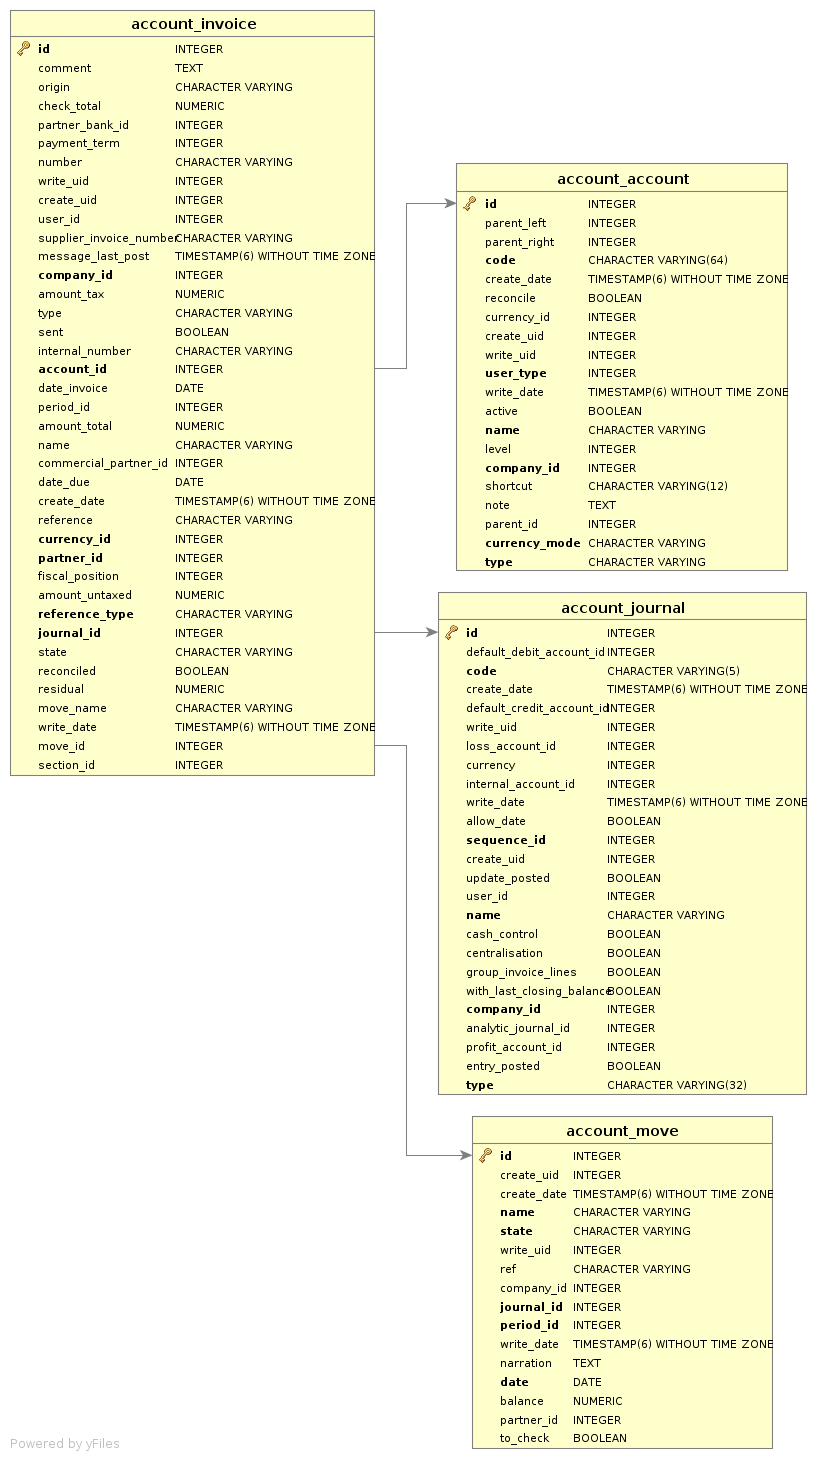 account_invoice
id INTEGER
comment TEXT
origin CHARACTER VARYING
check_total NUMERIC
partner_bank_id INTEGER
payment_term INTEGER
number CHARACTER VARYING
write_uid INTEGER
create_uid INTEGER
user_id INTEGER
supplier_invoice_number CHARACTER VARYING
message_last_post TIMESTAMP(6) WITHOUT TIME ZONE
company_id INTEGER
amount_tax NUMERIC
type CHARACTER VARYING
sent BOOLEAN
internal_number CHARACTER VARYING
account_id INTEGER
date_invoice DATE
period_id INTEGER
amount_total NUMERIC
name CHARACTER VARYING
commercial_partner_id INTEGER
date_due DATE
create_date TIMESTAMP(6) WITHOUT TIME ZONE
reference CHARACTER VARYING
currency_id INTEGER
partner_id INTEGER
fiscal_position INTEGER
amount_untaxed NUMERIC
reference_type CHARACTER VARYING
journal_id INTEGER
state CHARACTER VARYING
reconciled BOOLEAN
residual NUMERIC
move_name CHARACTER VARYING
write_date TIMESTAMP(6) WITHOUT TIME ZONE
move_id INTEGER
section_id INTEGER
account_account
id INTEGER
parent_left INTEGER
parent_right INTEGER
code CHARACTER VARYING(64)
create_date TIMESTAMP(6) WITHOUT TIME ZONE
reconcile BOOLEAN
currency_id INTEGER
create_uid INTEGER
write_uid INTEGER
user_type INTEGER
write_date TIMESTAMP(6) WITHOUT TIME ZONE
active BOOLEAN
name CHARACTER VARYING
level INTEGER
company_id INTEGER
shortcut CHARACTER VARYING(12)
note TEXT
parent_id INTEGER
currency_mode CHARACTER VARYING
type CHARACTER VARYING
account_journal
id INTEGER
default_debit_account_id INTEGER
code CHARACTER VARYING(5)
create_date TIMESTAMP(6) WITHOUT TIME ZONE
default_credit_account_id INTEGER
write_uid INTEGER
loss_account_id INTEGER
currency INTEGER
internal_account_id INTEGER
write_date TIMESTAMP(6) WITHOUT TIME ZONE
allow_date BOOLEAN
sequence_id INTEGER
create_uid INTEGER
update_posted BOOLEAN
user_id INTEGER
name CHARACTER VARYING
cash_control BOOLEAN
centralisation BOOLEAN
group_invoice_lines BOOLEAN
with_last_closing_balance BOOLEAN
company_id INTEGER
analytic_journal_id INTEGER
profit_account_id INTEGER
entry_posted BOOLEAN
type CHARACTER VARYING(32)
account_move
id INTEGER
create_uid INTEGER
create_date TIMESTAMP(6) WITHOUT TIME ZONE
name CHARACTER VARYING
state CHARACTER VARYING
write_uid INTEGER
ref CHARACTER VARYING
company_id INTEGER
journal_id INTEGER
period_id INTEGER
write_date TIMESTAMP(6) WITHOUT TIME ZONE
narration TEXT
date DATE
balance NUMERIC
partner_id INTEGER
to_check BOOLEAN
Powered by yFiles